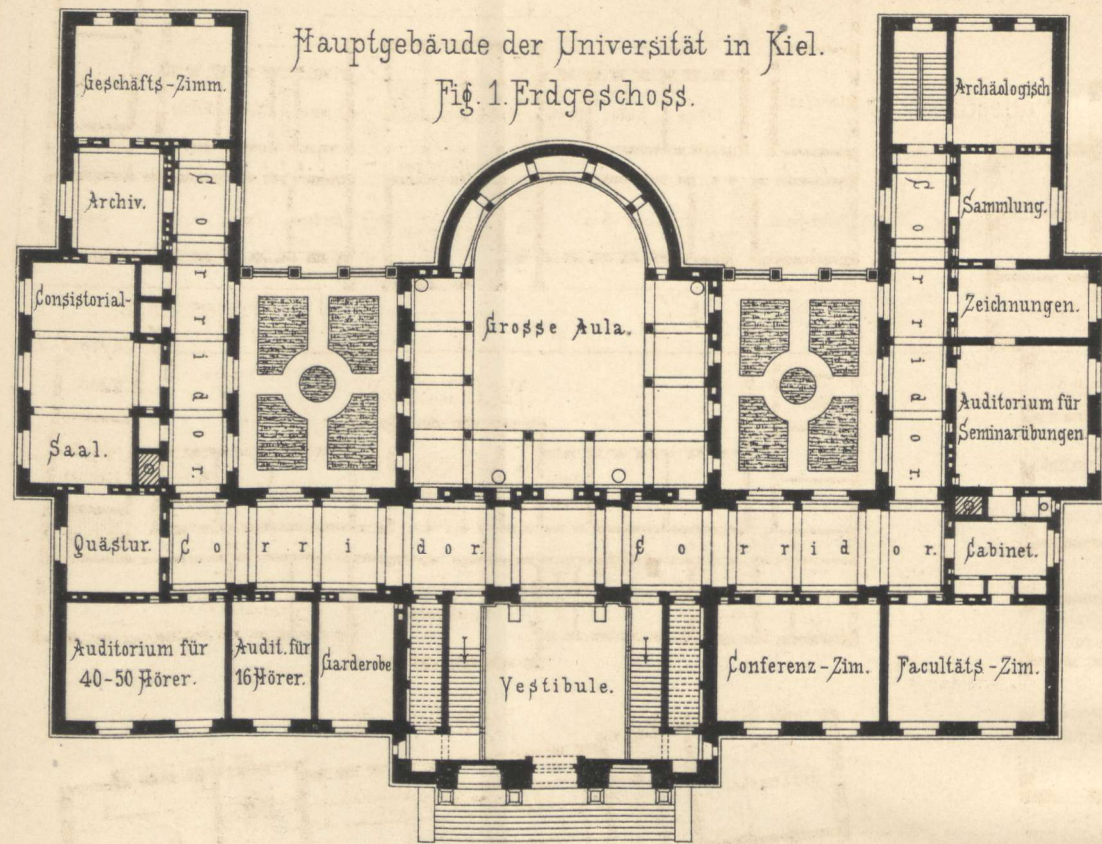 Hauptgebäude der Universität in Kiel.
Fig. 1. Erdgeschoss.
Geschäfts-Zimm.
Archiv.
Consistorial-
Saal.
Corridor.
Quästur.
Corridor.
Auditorium für
40-50 Hörer.
Audit. für
16 Hörer.
Garderobe
Grosse Aula.
Vestibule.
Corridor.
Corridor.
Archäologisch
Sammlung.
Zeichnungen.
Auditorium für
Seminarübungen
Cabinet.
Conferenz-Zim.
Facultäts-Zim.